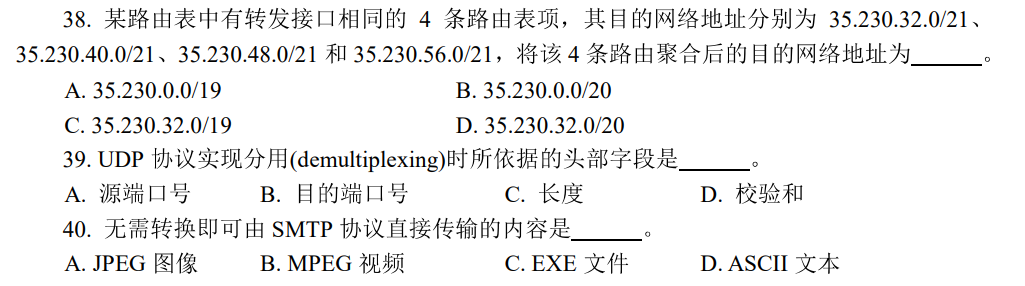 38. 某路由表中有转发接口相同的 4 条路由表项，其目的网络地址分别为 35.230.32.0/21、
35.230.40.0/21、35.230.48.0/21 和 35.230.56.0/21，将该 4 条路由聚合后的目的网络地址为______。
A. 35.230.0.0/19 B. 35.230.0.0/20
C. 35.230.32.0/19 D. 35.230.32.0/20
39. UDP 协议实现分用(demultiplexing)时所依据的头部字段是______。
A. 源端口号 B. 目的端口号 C. 长度 D. 校验和
40. 无需转换即可由 SMTP 协议直接传输的内容是______。
A. JPEG 图像 B. MPEG 视频 C. EXE 文件 D. ASCII 文本